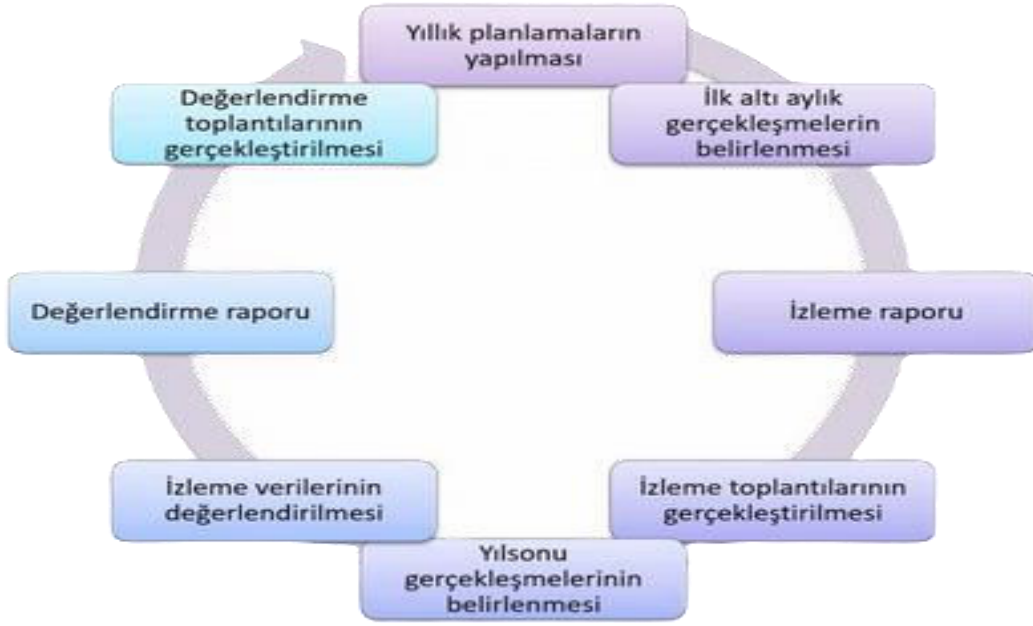 Yıllık planlamaların
yapılması
İlk altı aylık
gerçekleşmelerin
belirlenmesi
İzleme raporu
İzleme toplantılarının
gerçekleştirilmesi
Yılsonu
gerçekleşmelerinin
belirlenmesi
İzleme verilerinin
değerlendirilmesi
Değerlendirme raporu
Değerlendirme
toplantılarının
gerçekleştirilmesi